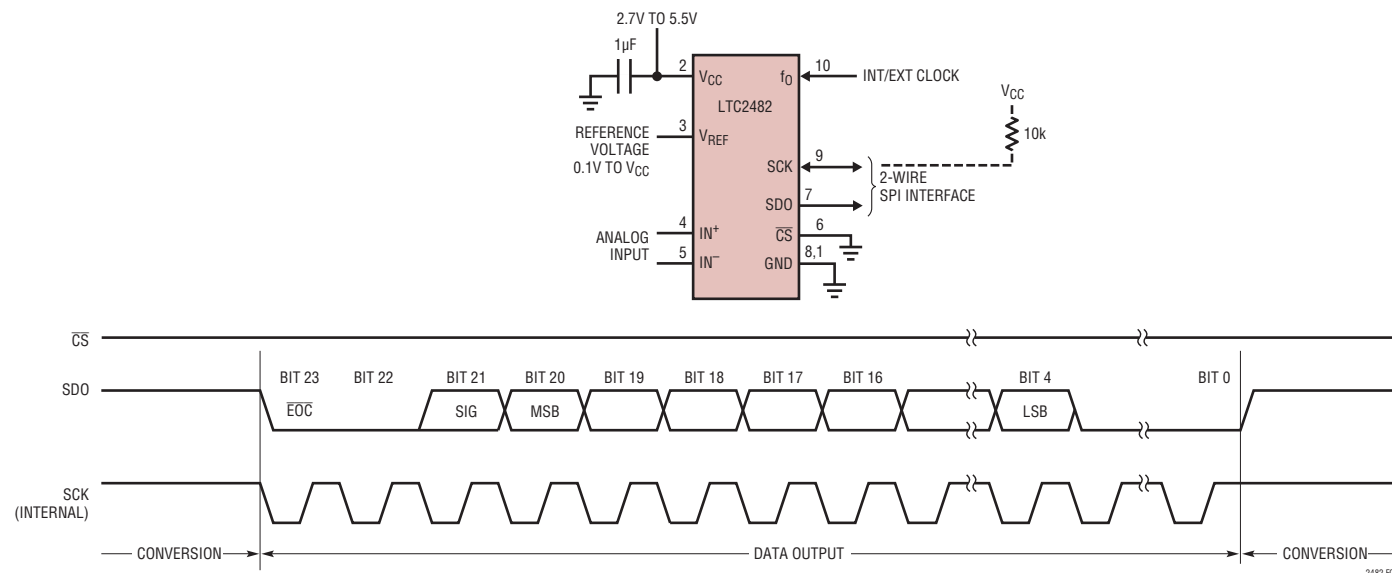 2.7V TO 5.5V
1µF
2
VCC
fO
10
INT/EXT CLOCK
LTC2482
VCC
10k
REFERENCE
VOLTAGE
0.1V TO VCC
3
VREF
SCK
9
2-WIRE
SPI INTERFACE
SDO
7
ANALOG
INPUT
4
IN+
CS
6
5
IN–
GND
8,1
CS
SDO
BIT 23
BIT 22
BIT 21
BIT 20
BIT 19
BIT 18
BIT 17
BIT 16
BIT 4
BIT 0
EOC
SIG
MSB
LSB
SCK
(INTERNAL)
CONVERSION
DATA OUTPUT
CONVERSION